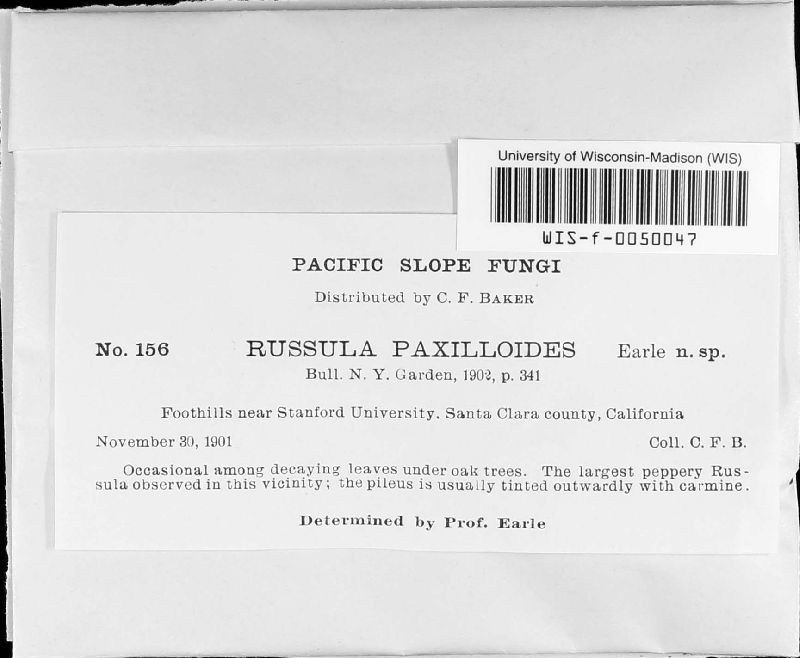 University of Wisconsin-Madison (WIS)
WIS-f-0050047
PACIFIC SLOPE FUNGI
Distributed by C. F. BAKER
No. 156 RUSSULA PAXILLOIDES Earle n. sp.
Bull. N. Y. Garden, 1902, p. 341
Foothills near Stanford University, Santa Clara county, California
November 30, 1901 Coll. C. F. B.
Occasional among decaying leaves under oak trees. The largest peppery Rus-
sula observed in this vicinity; the pileus is usually tinted outwardly with carmine.
Determined by Prof. Earle